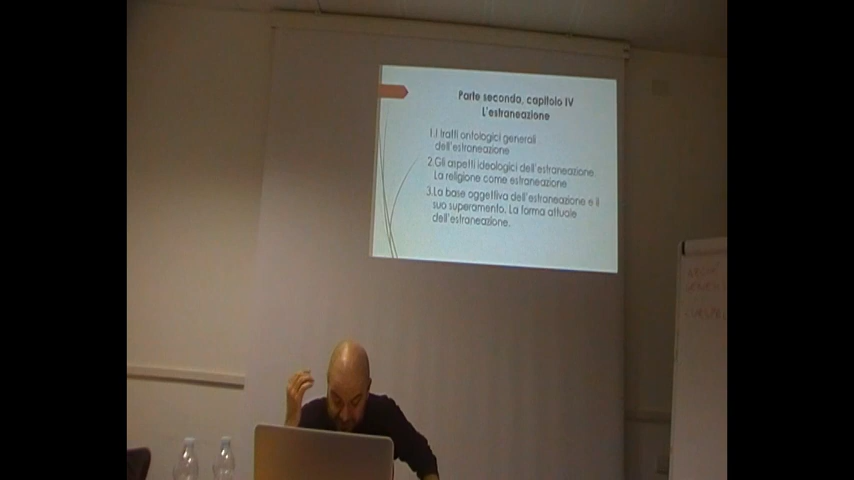 Parte secondo, capitolo IV
L'estraneazione
1.I tratti ontologici generali
dell'estraneazione
2.Gli aspetti ideologici dell'estraneazione.
La religione come estraneazione
3.La base oggettiva dell'estraneazione e il
suo superamento. La forma attuale
dell'estraneazione.